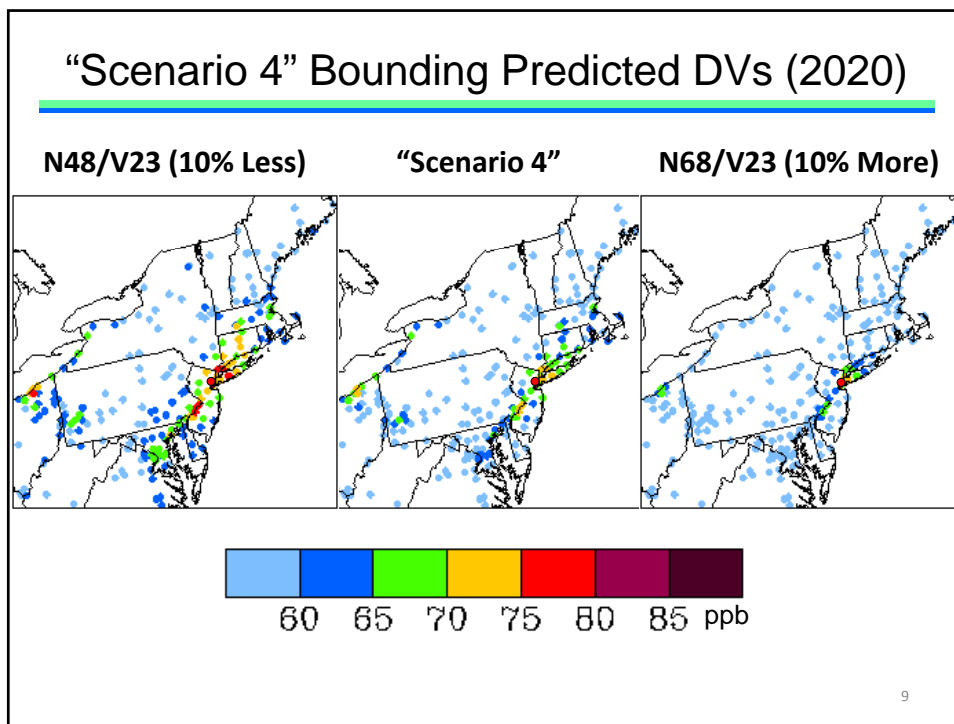 “Scenario 4” Bounding Predicted DVs (2020)
N48/V23 (10% Less) “Scenario 4” N68/V23 (10% More)
60 65 70 75 80 85 ppb
9